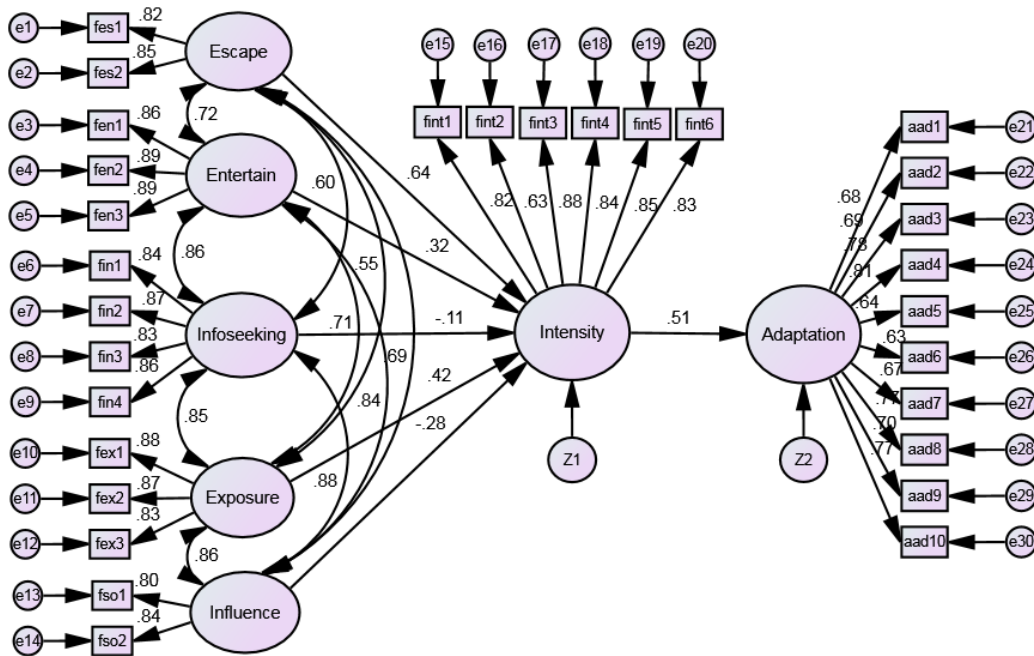 e1
fes1
.82
e2
fes2
.85
Escape
e3
fen1
.86
e4
fen2
.89
e5
fen3
.89
Entertain
.72
e6
fin1
.84
e7
fin2
.87
e8
fin3
.83
e9
fin4
.86
Infoseeking
.86
e10
fex1
.88
e11
fex2
.87
e12
fex3
.83
Exposure
.85
e13
fso1
.80
e14
fso2
.84
Influence
.86
.60
.55
.71
.69
.84
.88
.64
.32
-.11
.42
-.28
e15
e16
e17
e18
e19
e20
fint1
fint2
fint3
fint4
fint5
fint6
.82
.63
.88
.84
.85
.83
Intensity
Z1
.51
Adaptation
Z2
.68
.69
.78
.81
.64
.63
.67
.77
.70
.77
aad1
e21
aad2
e22
aad3
e23
aad4
e24
aad5
e25
aad6
e26
aad7
e27
aad8
e28
aad9
e29
aad10
e30